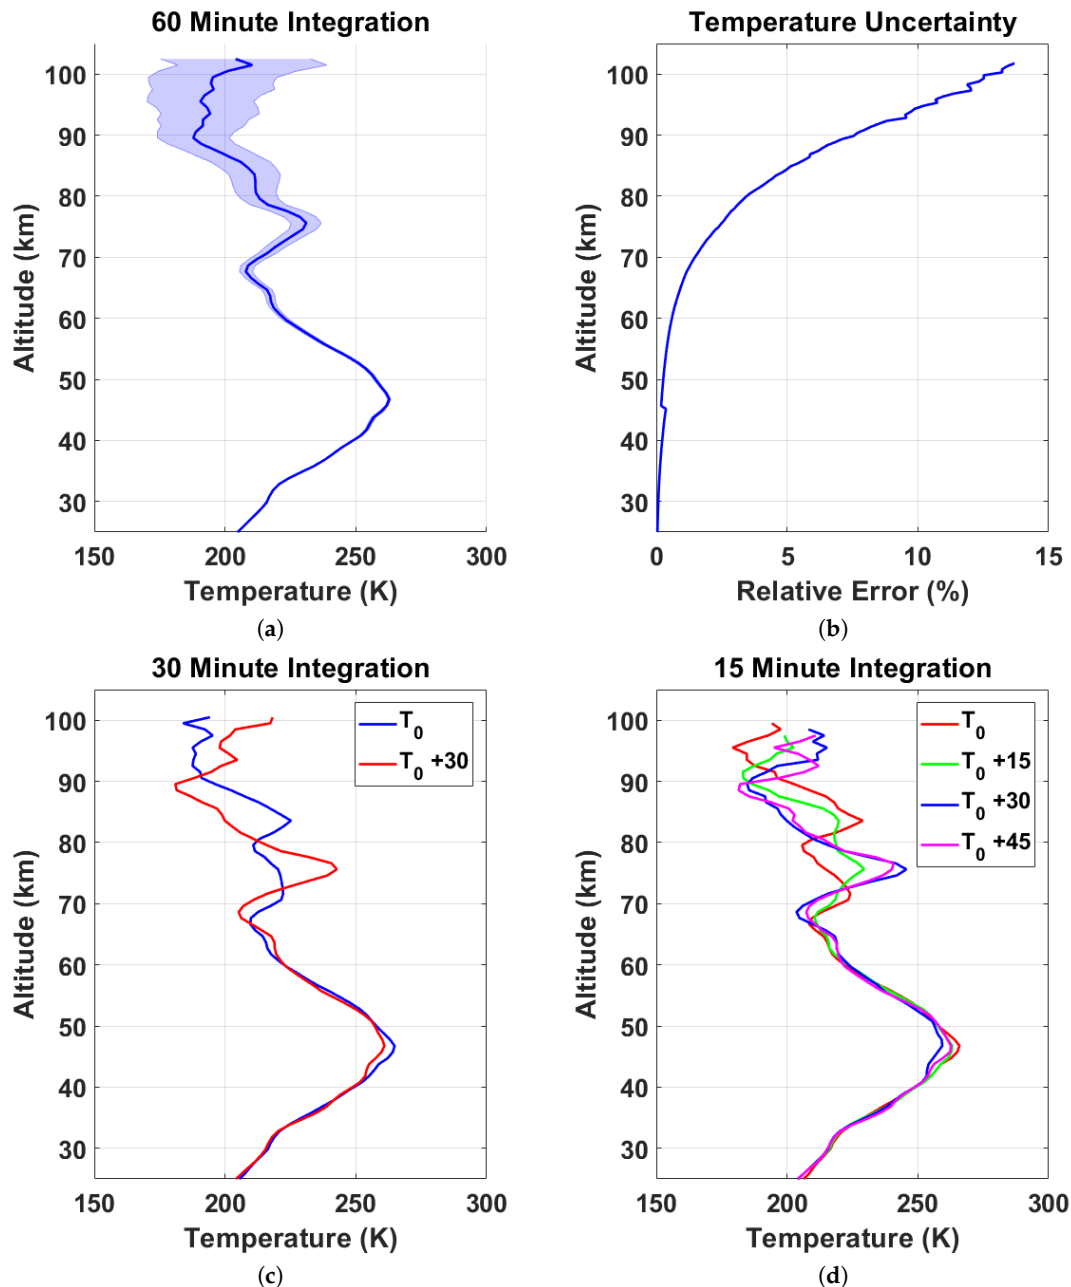 60 Minute Integration
100
90
80
70
60
50
40
30
Altitude (km)
150 200 250 300
Temperature (K)
(a)
Temperature Uncertainty
100
90
80
70
60
50
40
30
Altitude (km)
0 5 10 15
Relative Error (%)
(b)
30 Minute Integration
100
90
80
70
60
50
40
30
Altitude (km)
T0
T0 +30
150 200 250 300
Temperature (K)
(c)
15 Minute Integration
100
90
80
70
60
50
40
30
Altitude (km)
T0
T0 +15
T0 +30
T0 +45
150 200 250 300
Temperature (K)
(d)